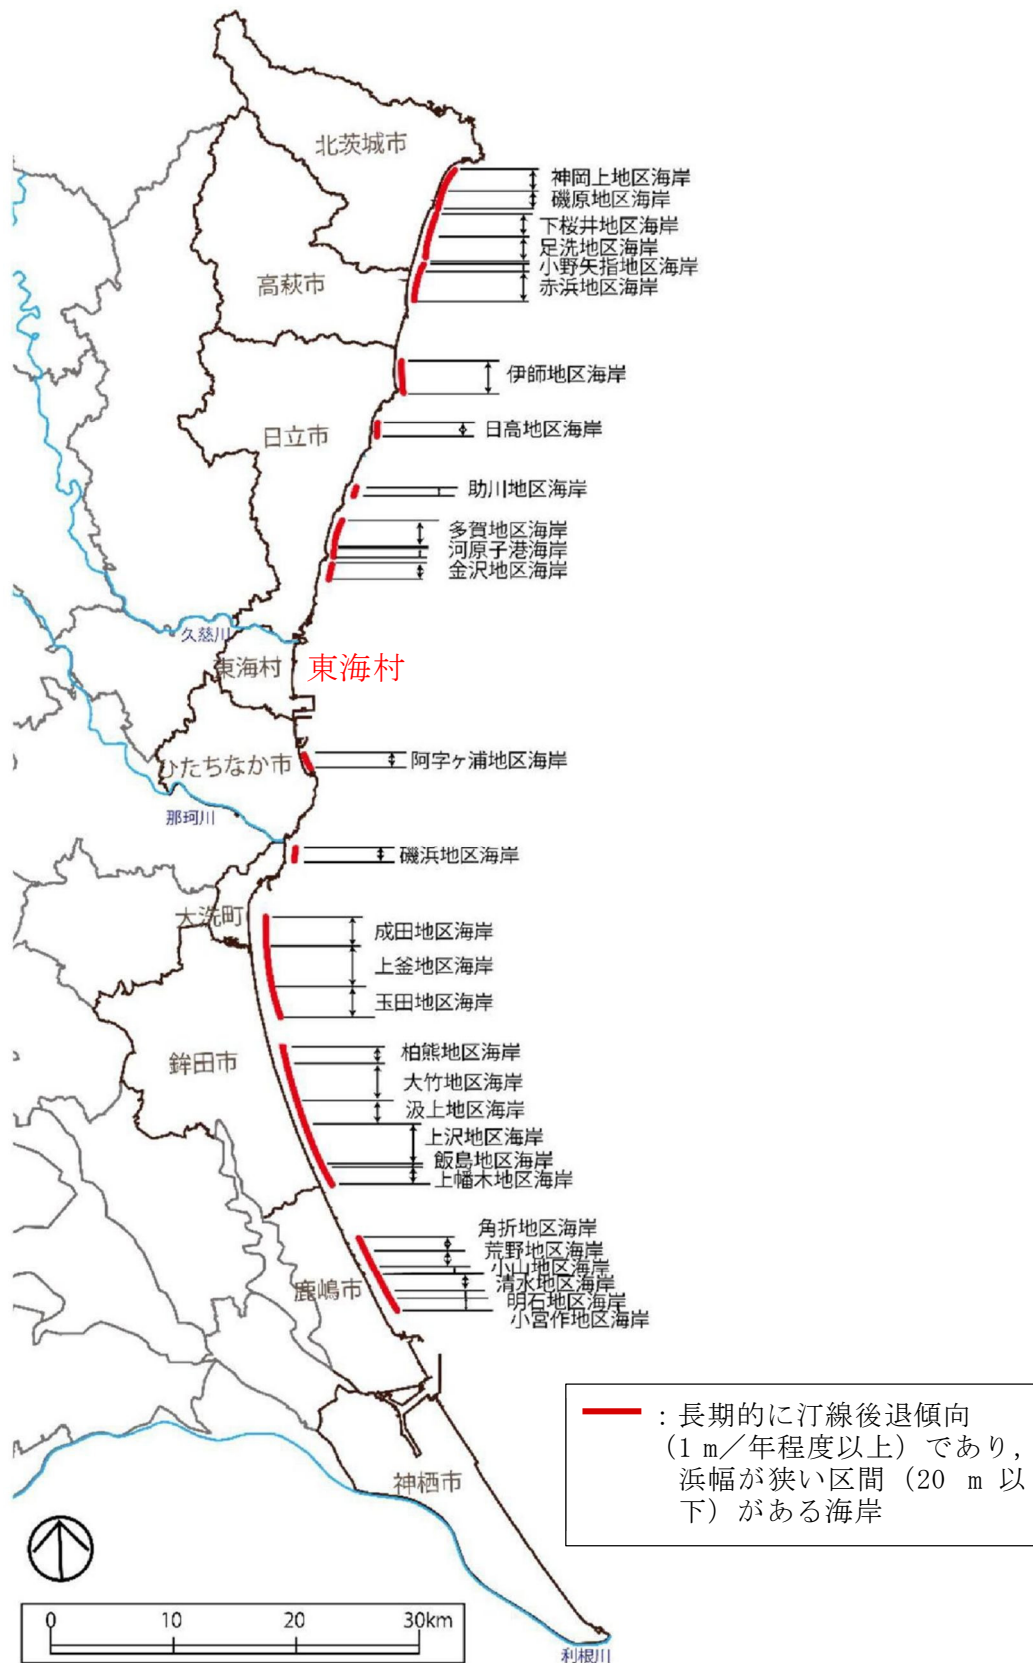 北茨城市
神岡上地区海岸
磯原地区海岸
下桜井地区海岸
足洗地区海岸
小野矢指地区海岸
赤浜地区海岸
高萩市
伊師地区海岸
日立市
日高地区海岸
助川地区海岸
多賀地区海岸
河原子港海岸
金沢地区海岸
久慈川
東海村
東海村
ひたちなか市
阿字ヶ浦地区海岸
那珂川
磯浜地区海岸
大洗町
成田地区海岸
上釜地区海岸
玉田地区海岸
鉾田市
柏熊地区海岸
大竹地区海岸
汲上地区海岸
上沢地区海岸
飯島地区海岸
上幡木地区海岸
角折地区海岸
荒野地区海岸
小山地区海岸
鹿嶋市
清水地区海岸
明石地区海岸
小宮作地区海岸
：長期的に汀線後退傾向
(1 m／年程度以上）であり，
浜幅が狭い区間（20 m 以
下）がある海岸
神栖市
0 10 20 30km
利根川